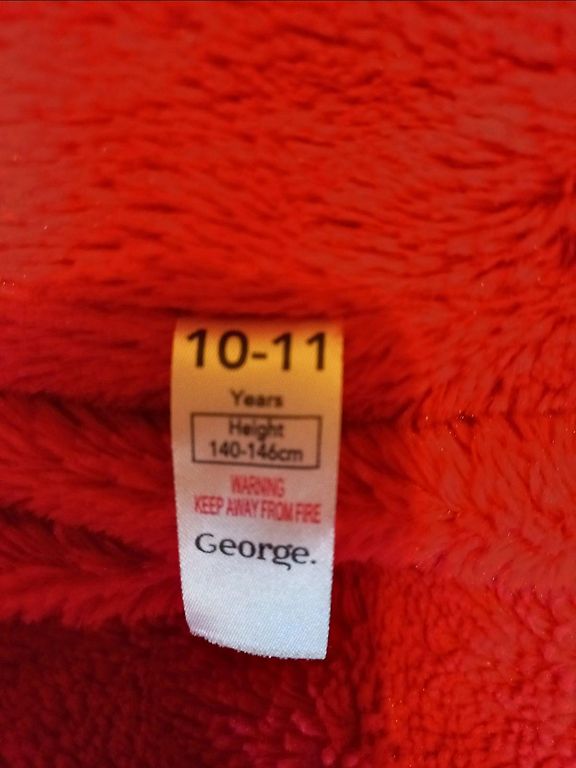 10-11
Years
Height
140-146cm
WARNING
KEEP AWAY FROM FIRE
George.